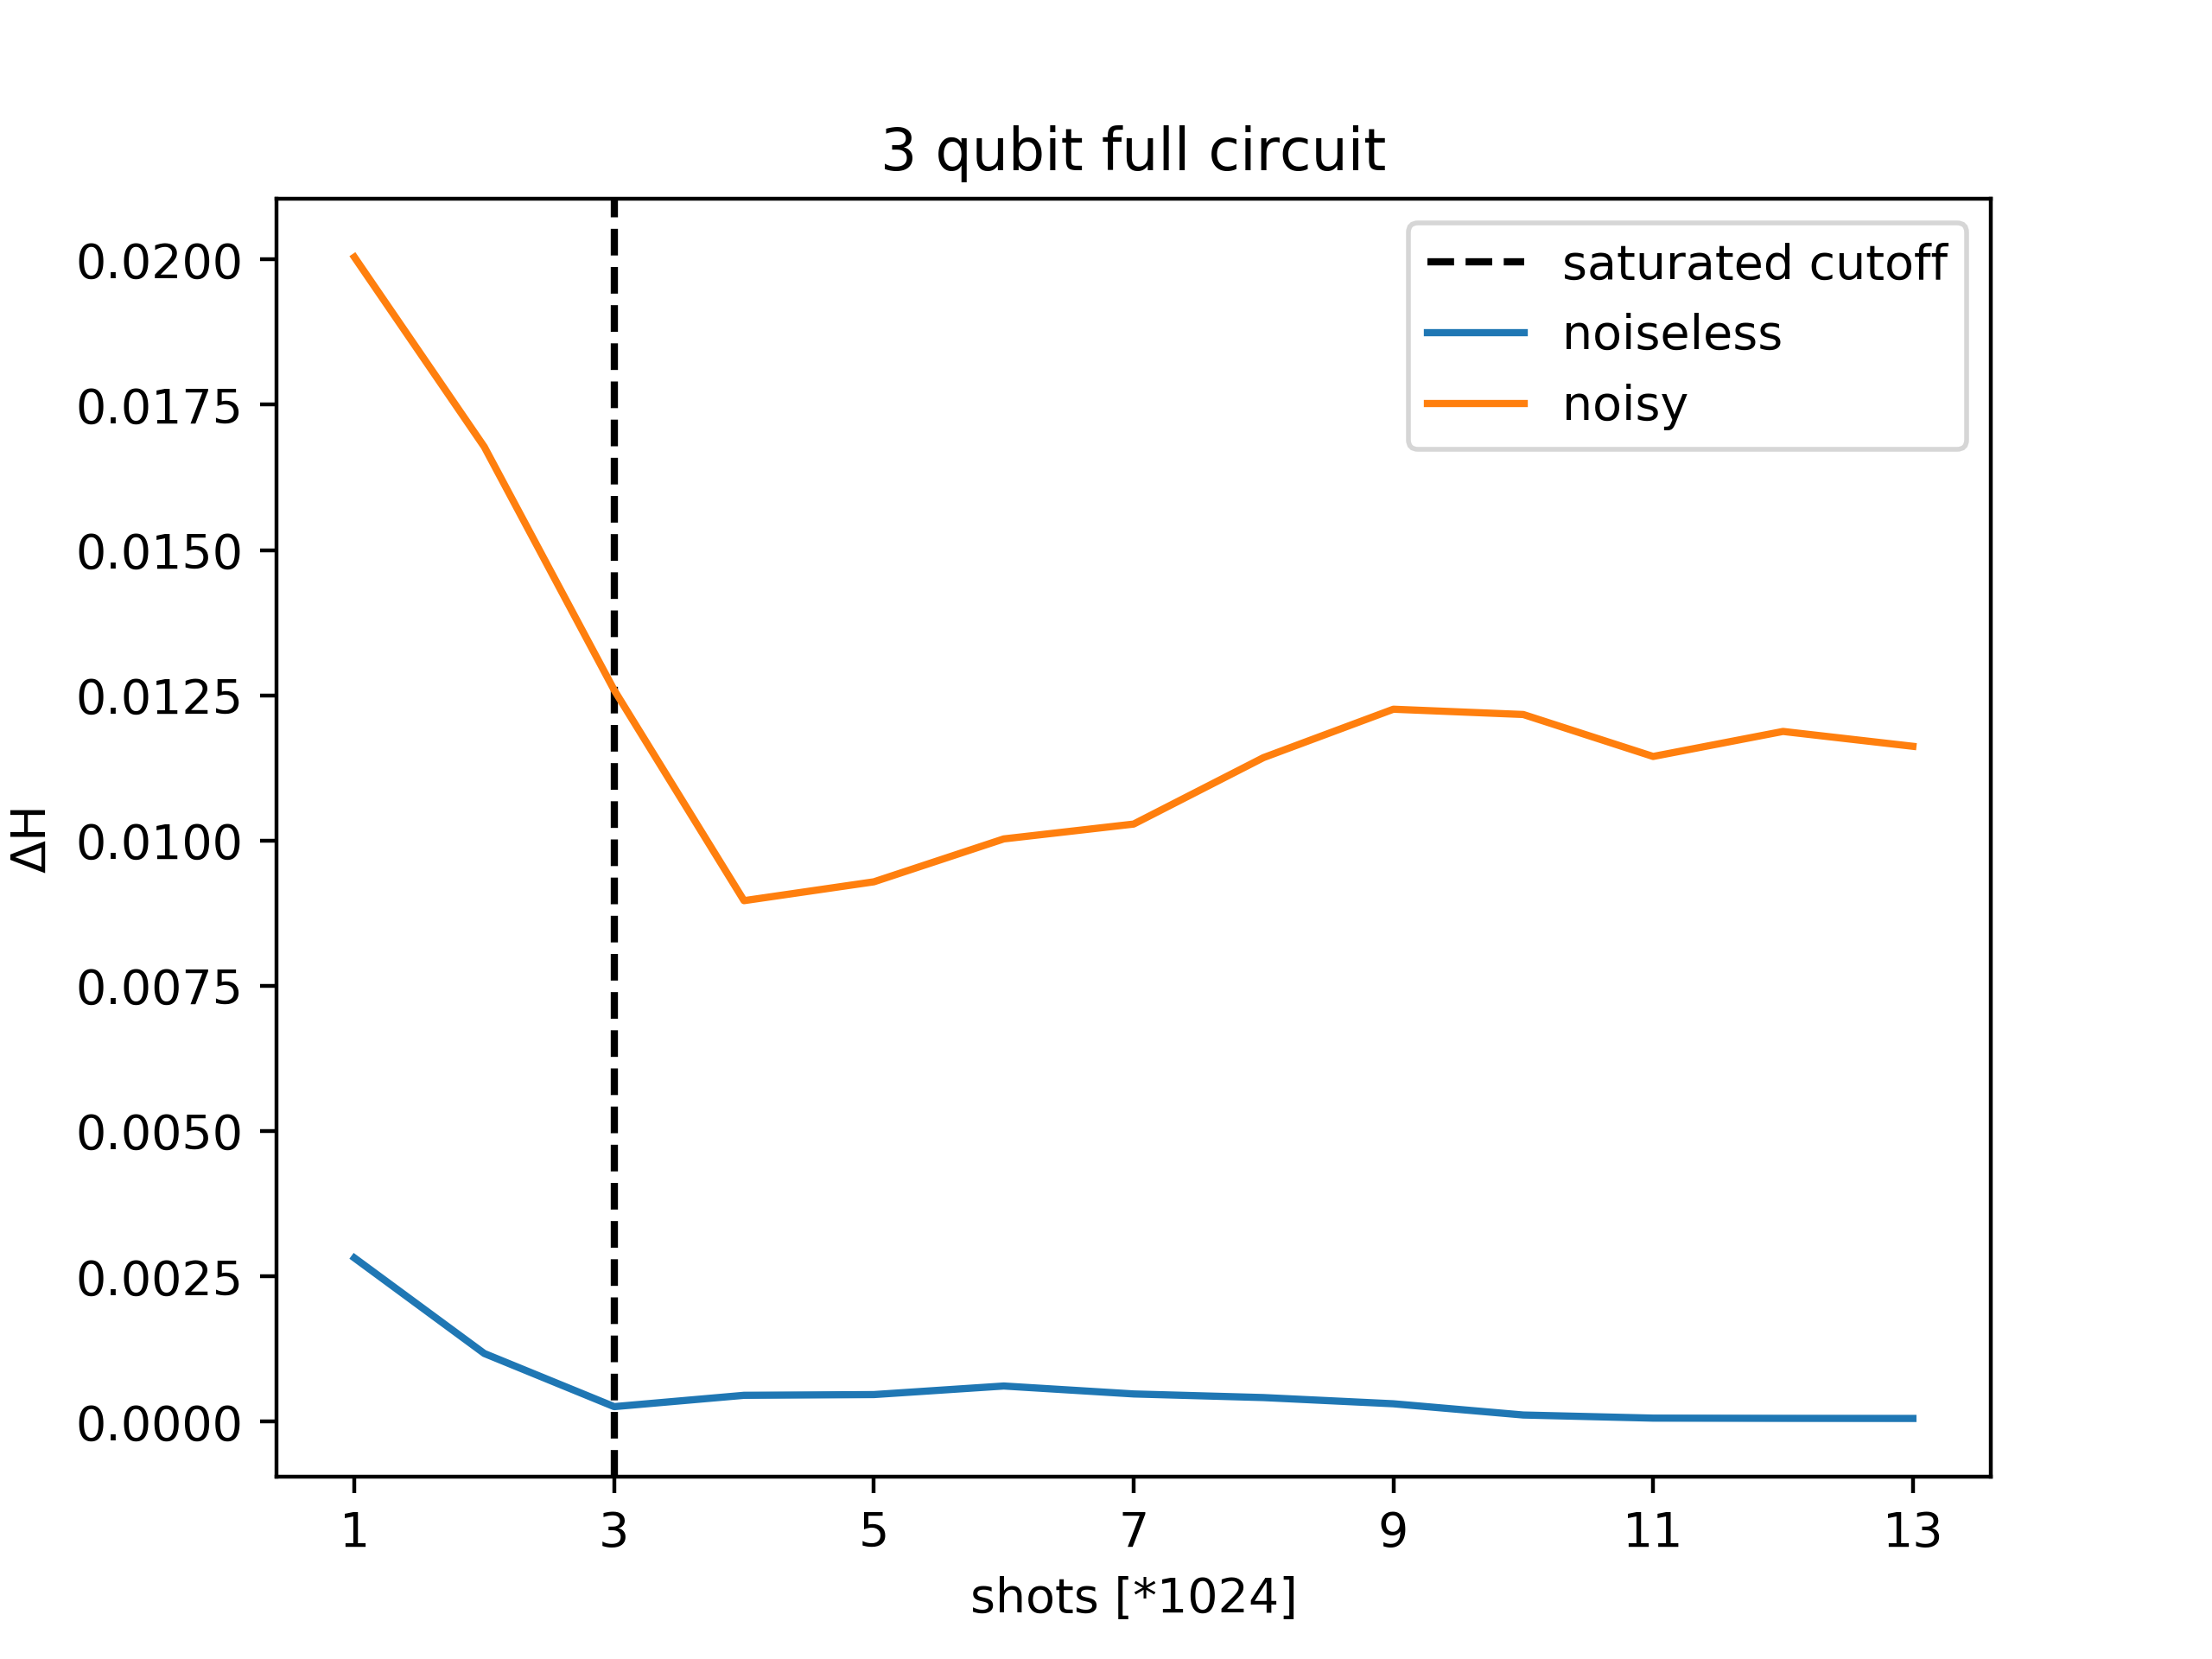 3 qubit full circuit
saturated cutoff
noiseless
noisy
0.0200
0.0175
0.0150
0.0125
0.0100
0.0075
0.0050
0.0025
0.0000
ΔH
1 3 5 7 9 11 13
shots [*1024]